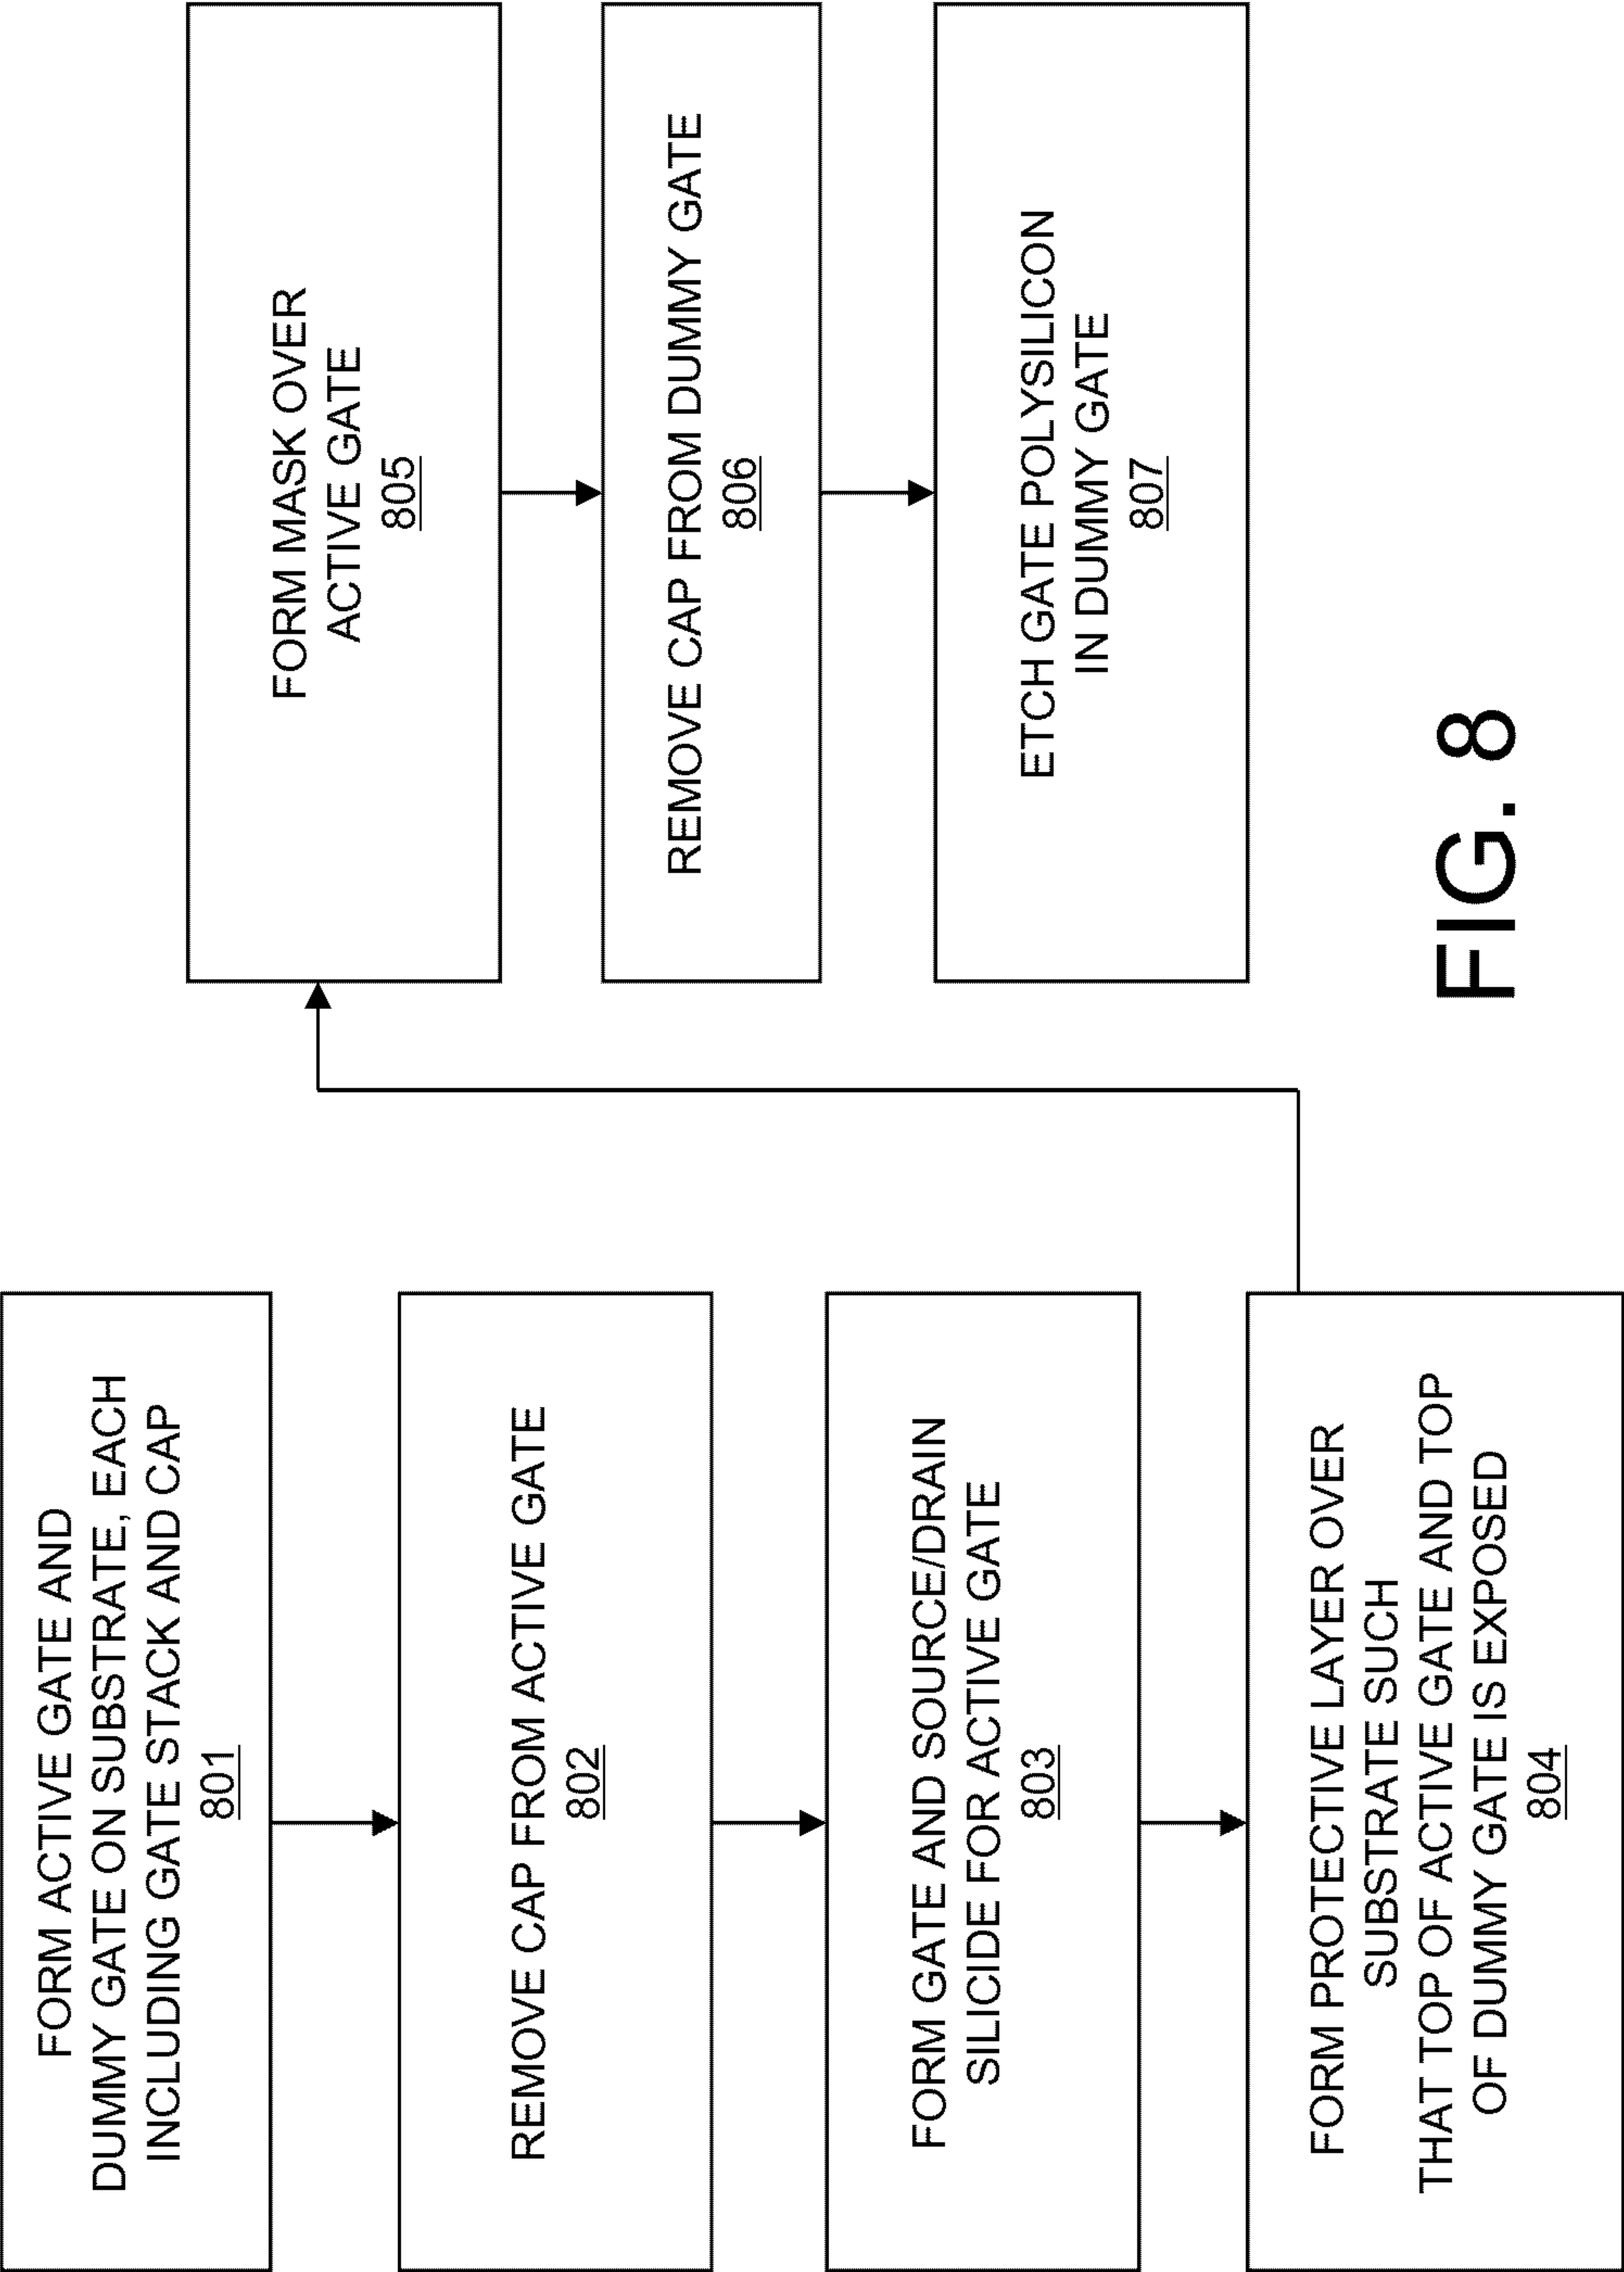 FORM ACTIVE GATE AND
DUMMY GATE ON SUBSTRATE, EACH
INCLUDING GATE STACK AND CAP
801
REMOVE CAP FROM ACTIVE GATE
802
FORM GATE AND SOURCE/DRAIN
SILICIDE FOR ACTIVE GATE
803
FORM PROTECTIVE LAYER OVER
SUBSTRATE SUCH
THAT TOP OF ACTIVE GATE AND TOP
OF DUMMY GATE IS EXPOSED
804
FORM MASK OVER
ACTIVE GATE
805
REMOVE CAP FROM DUMMY GATE
806
ETCH GATE POLYSILICON
IN DUMMY GATE
807
FIG. 8